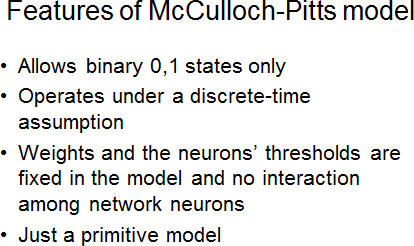 Features of McCulloch-Pitts model
• Allows binary 0,1 states only
• Operates under a discrete-time
assumption
• Weights and the neurons’ thresholds are
fixed in the model and no interaction
among network neurons
• Just a primitive model